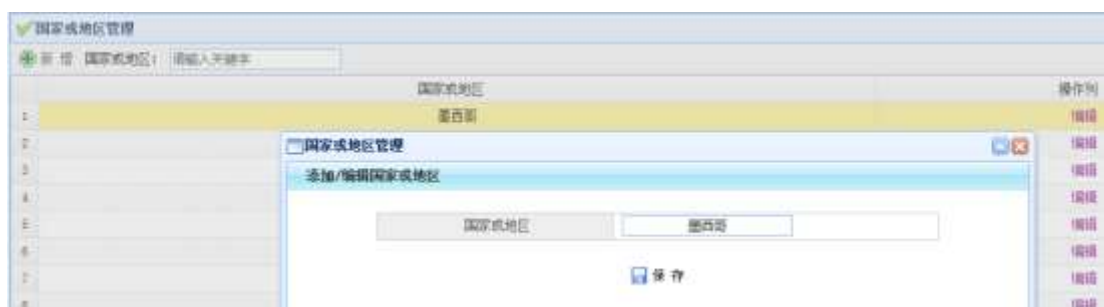 国家或地区管理
新 增 国家或地区: 请输入关键字
国家或地区 操作列
1 墨西哥 编辑
2 编辑
3 编辑
4 编辑
5 编辑
6 编辑
7 编辑
8 编辑
国家或地区管理
添加/编辑国家或地区
国家或地区 墨西哥
保 存